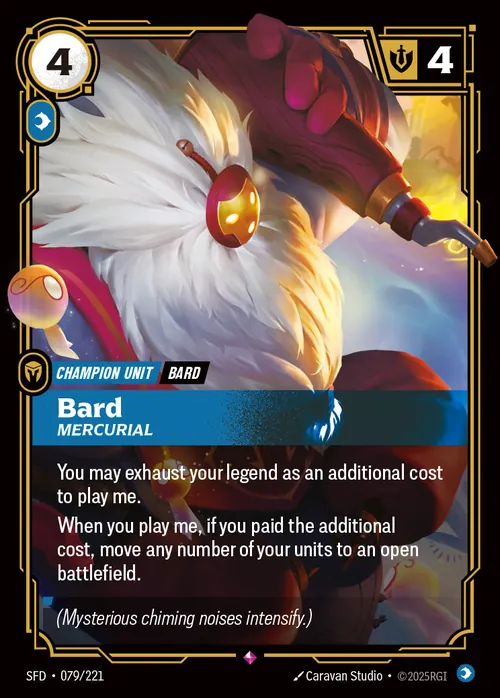 4
4
CHAMPION UNIT BARD
Bard
MERCURIAL
You may exhaust your legend as an additional cost
to play me.
When you play me, if you paid the additional
cost, move any number of your units to an open
battlefield.
(Mysterious chiming noises intensify.)
SFD • 079/221 Caravan Studio • ©2025RGI